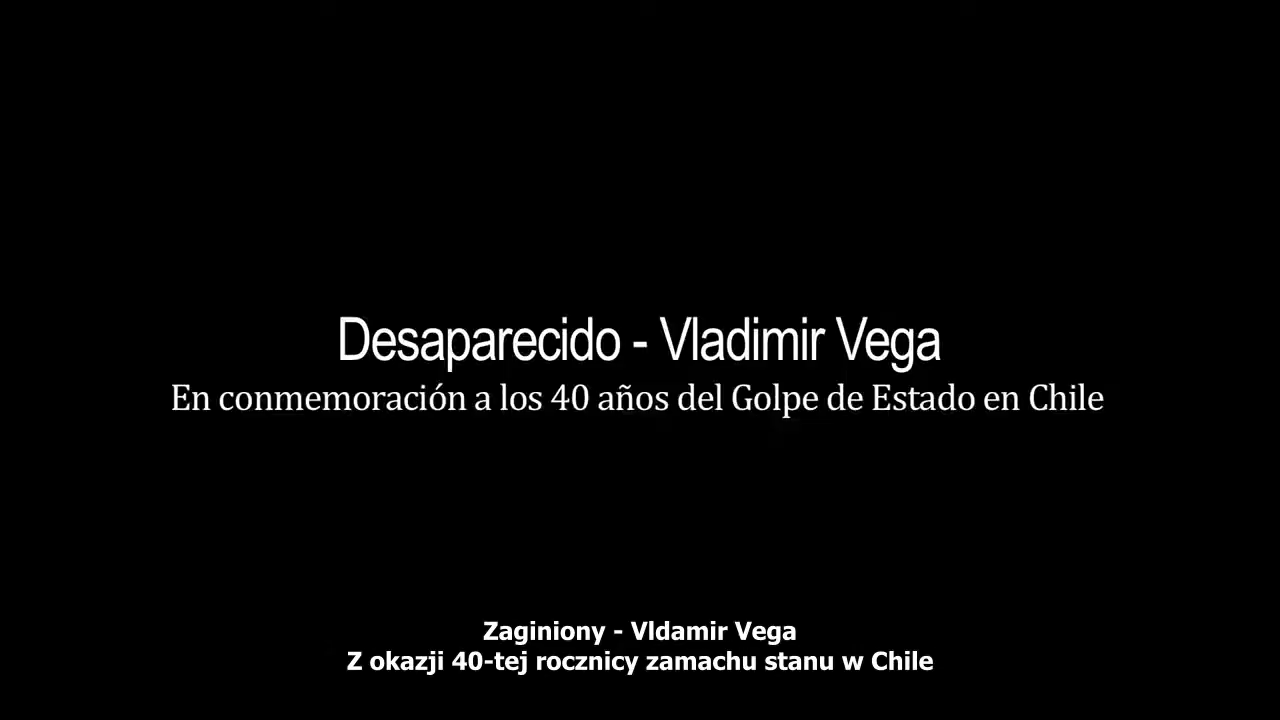 Desaparecido - Vladimir Vega
En conmemoración a los 40 años del Golpe de Estado en Chile
Zaginiony - Vldamir Vega
Z okazji 40-tej rocznicy zamachu stanu w Chile